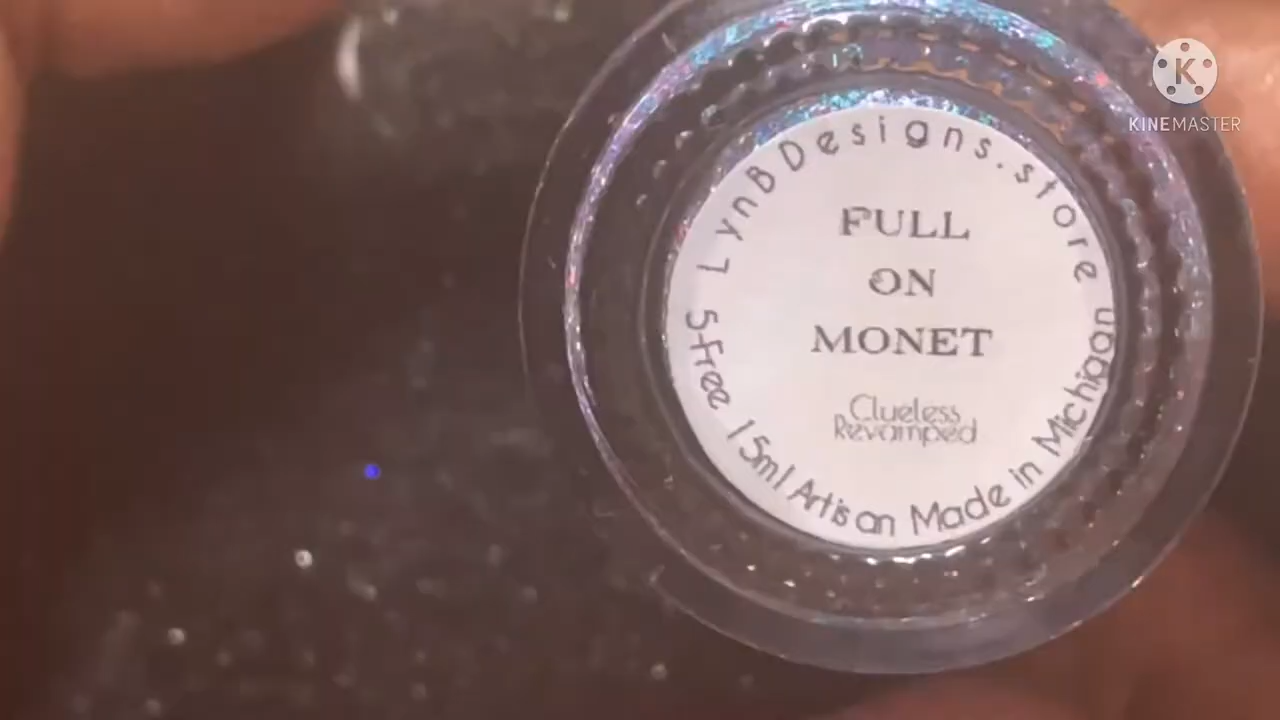 LynBDesigns.store
FULL
ON
MONET
Clueless
Revamped
5-Free 15ml Artisan Made in Michigan
K
KINEMASTER